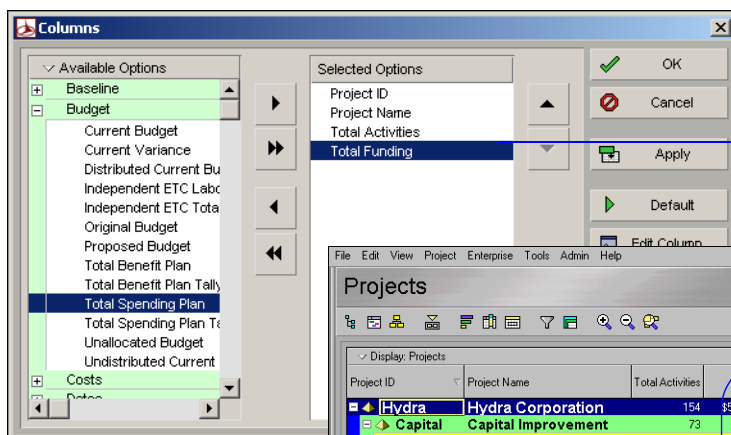 Columns
Available Options
Baseline
Budget
Current Budget
Current Variance
Distributed Current Bu
Independent ETC Labo
Independent ETC Tota
Original Budget
Proposed Budget
Total Benefit Plan
Total Benefit Plan Tally
Total Spending Plan
Total Spending Plan Ta
Unallocated Budget
Undistributed Current
Costs
Dates
Selected Options
Project ID
Project Name
Total Activities
Total Funding
OK
Cancel
Apply
Default
Edit Column
File Edit View Project Enterprise Tools Admin Help
Projects
Display: Projects
Project ID Project Name Total Activities
Hydra Hydra Corporation 154 $5
Capital Capital Improvement 73